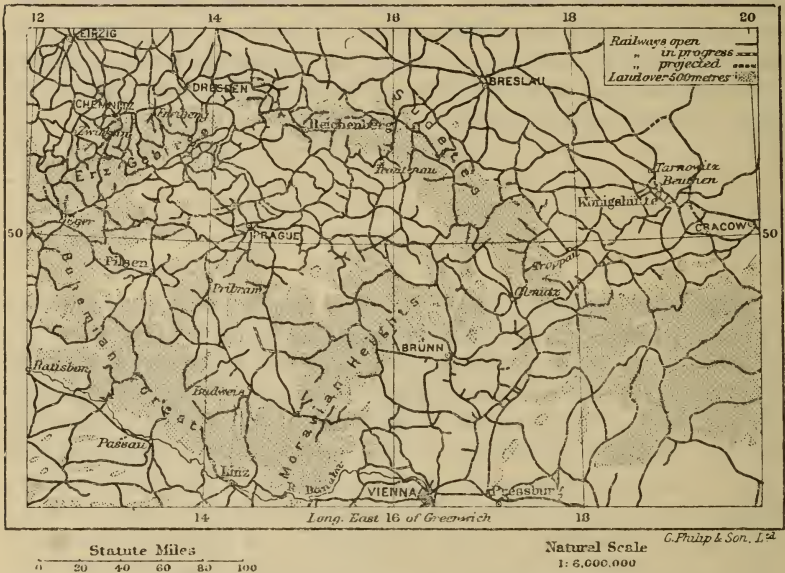 12 14 16 18 20
LEIPZIG
Railways open
" in progress
" projected
Land over 500 metres
DRESDEN
BRESLAU
CHEMNITZ
Freiberg
Zwickau
Reichenberg
Sudetes
Erz Gebirge
Trautenau
Tarnowitz
Beuthen
Königshütte
Eger
50 PRAGUE CRACOW 50
Pilsen
Troppau
Pribram
Olmütz
Bohemian Forest
Moravian Heights
BRÜNN
Ratisbon
Budweis
Passau
Linz
R. Danube
VIENNA
Pressburg
14 Long. East 16 of Greenwich 18
G. Philip & Son, Ltd
Statute Miles
0 20 40 60 80 100
Natural Scale
1: 6,000,000